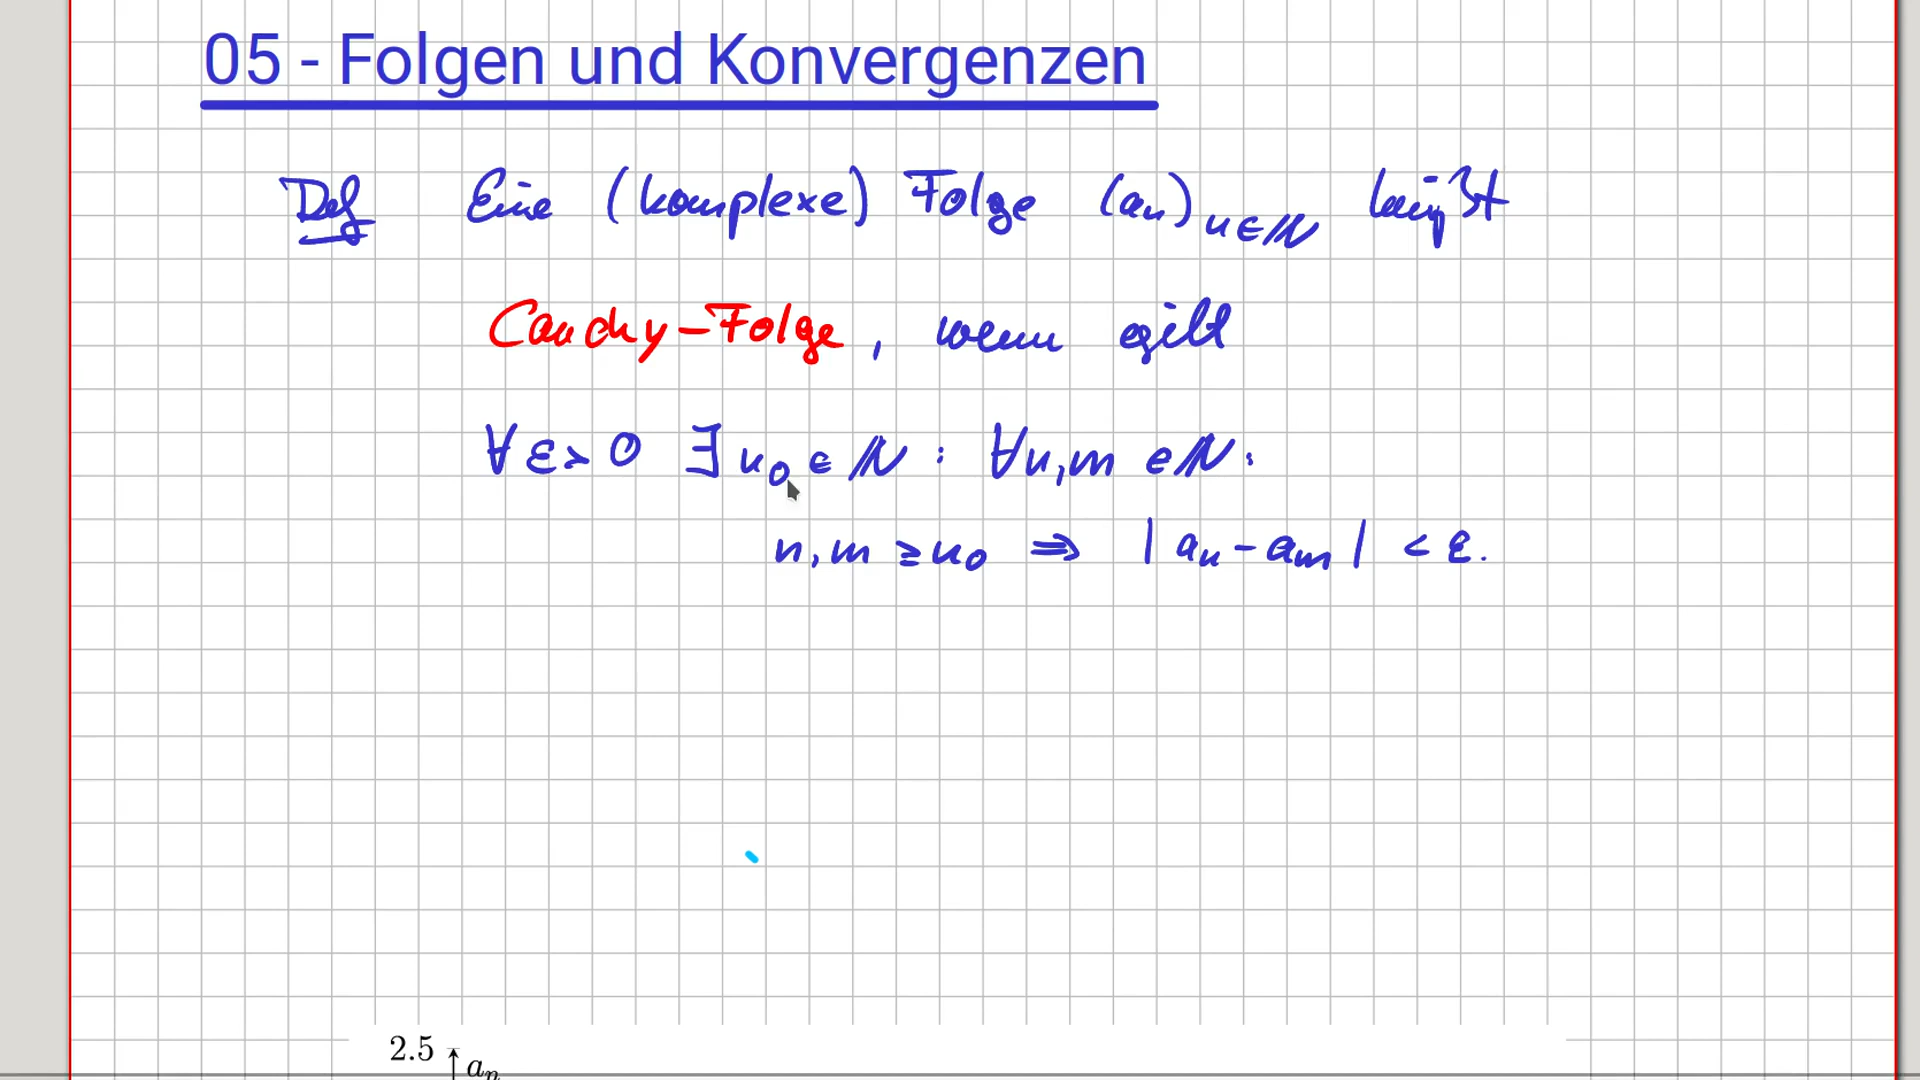 05 - Folgen und Konvergenzen
Def Eine (komplexe) Folge (aₙ)ₙ∈ℕ heißt
Cauchy-Folge, wenn gilt
∀ ε > 0 ∃ n₀ ∈ ℕ : ∀ n,m ∈ ℕ :
n,m ≥ n₀ ⇒ | aₙ - aₘ | < ε.
2.5
aₙ